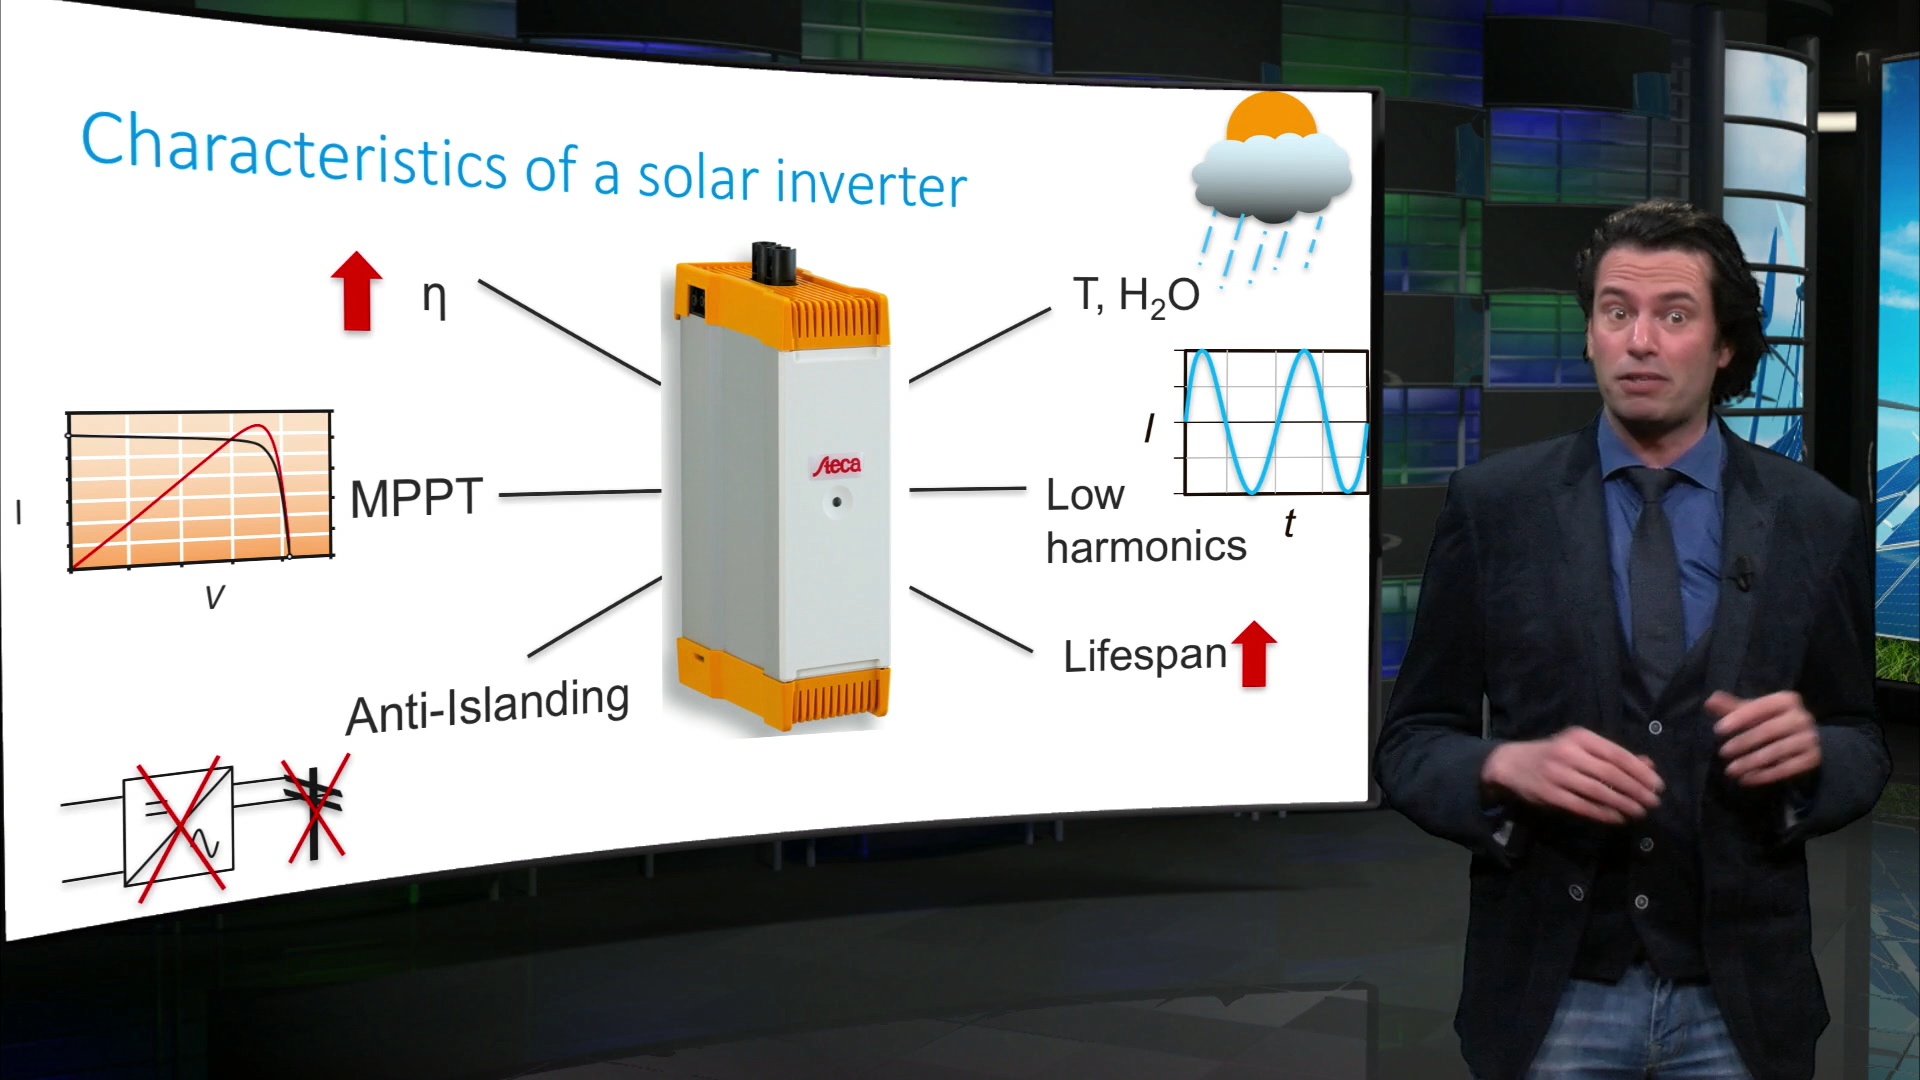 Characteristics of a solar inverter
η
T, H₂O
I
V
MPPT
Steca
I
t
Low
harmonics
Anti-Islanding
Lifespan